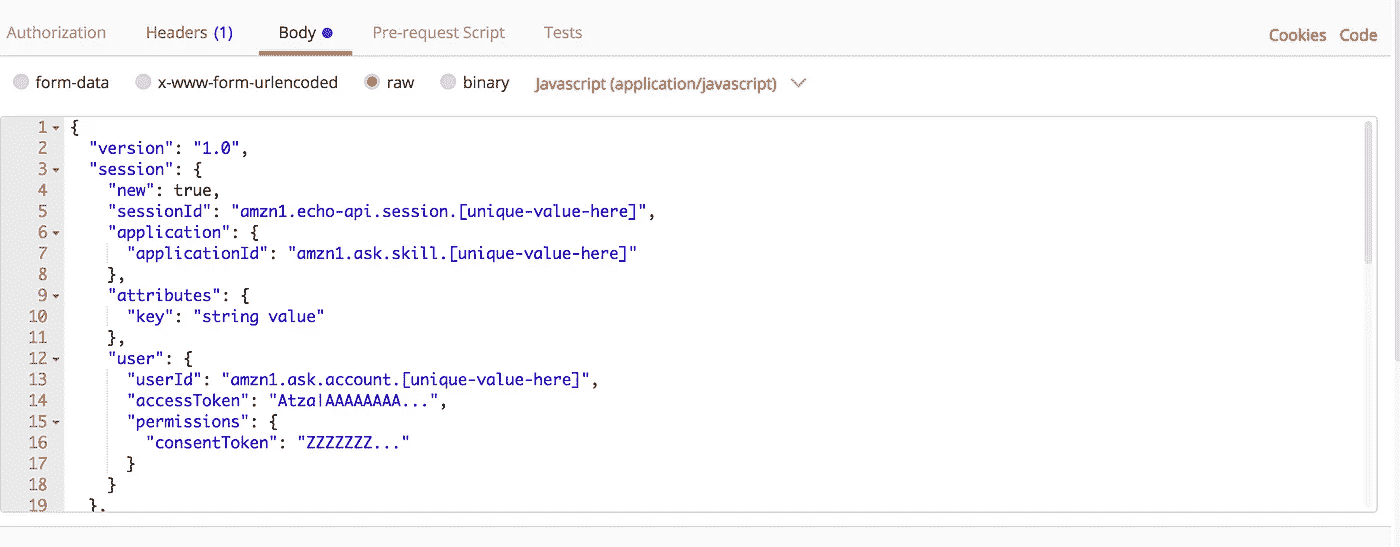 Authorization Headers (1) Body Pre-request Script Tests Cookies Code
form-data x-www-form-urlencoded raw binary Javascript (application/javascript)
1 {
2 "version": "1.0",
3 "session": {
4 "new": true,
5 "sessionId": "amzn1.echo-api.session.[unique-value-here]",
6 "application": {
7 "applicationId": "amzn1.ask.skill.[unique-value-here]"
8 },
9 "attributes": {
10 "key": "string value"
11 },
12 "user": {
13 "userId": "amzn1.ask.account.[unique-value-here]",
14 "accessToken": "Atza|AAAAAAAA...",
15 "permissions": {
16 "consentToken": "ZZZZZZZ..."
17 }
18 }
19 },